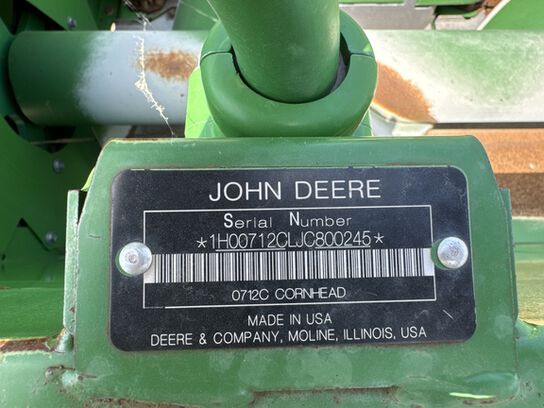 JOHN DEERE
Serial Number
*1H00712CLJC800245*
0712C CORNHEAD
MADE IN USA
DEERE & COMPANY, MOLINE, ILLINOIS, USA